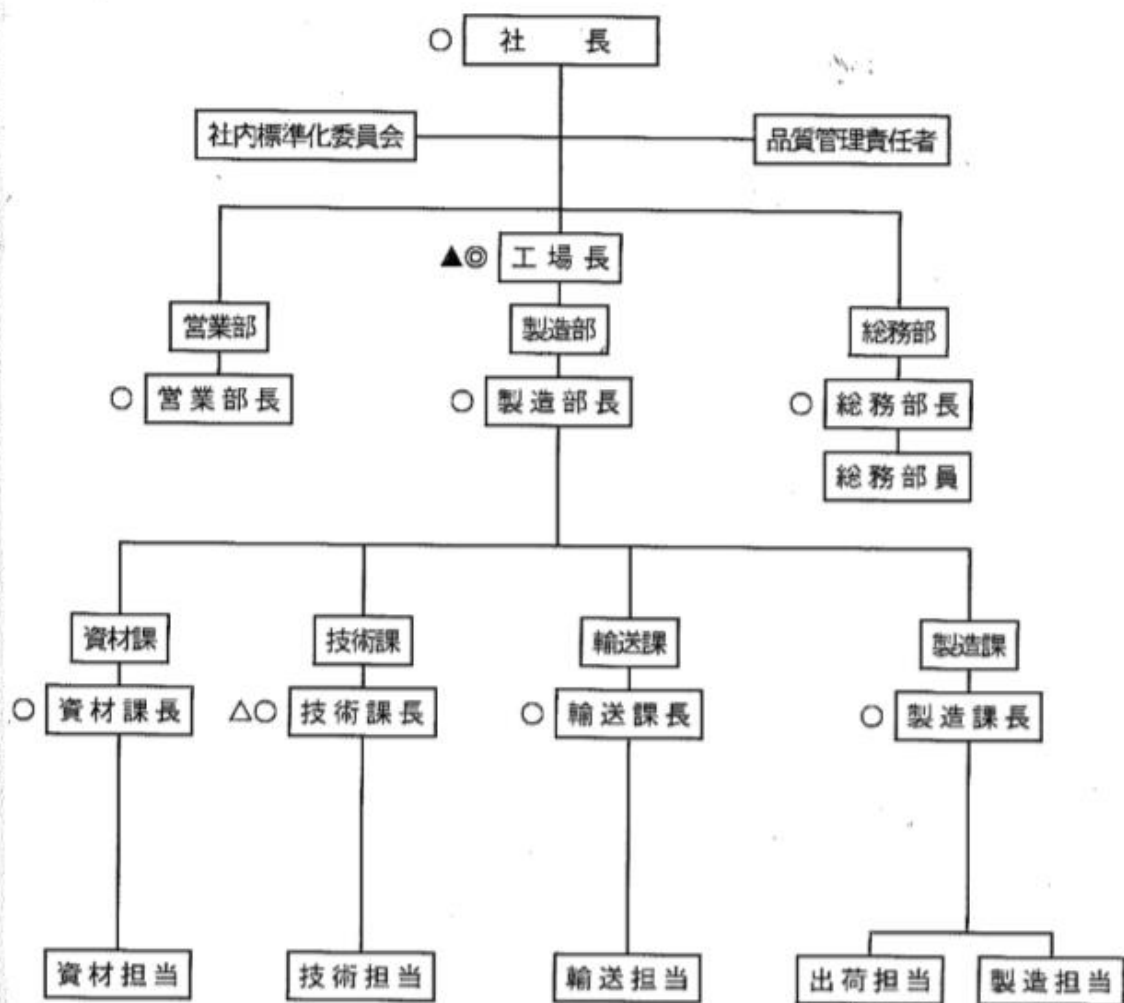 ○ 社長
社内標準化委員会 品質管理責任者
▲◎ 工場長
営業部 製造部 総務部
○ 営業部長 ○ 製造部長 ○ 総務部長
総務部員
資材課 技術課 輸送課 製造課
○ 資材課長 △○ 技術課長 ○ 輸送課長 ○ 製造課長
資材担当 技術担当 輸送担当 出荷担当 製造担当